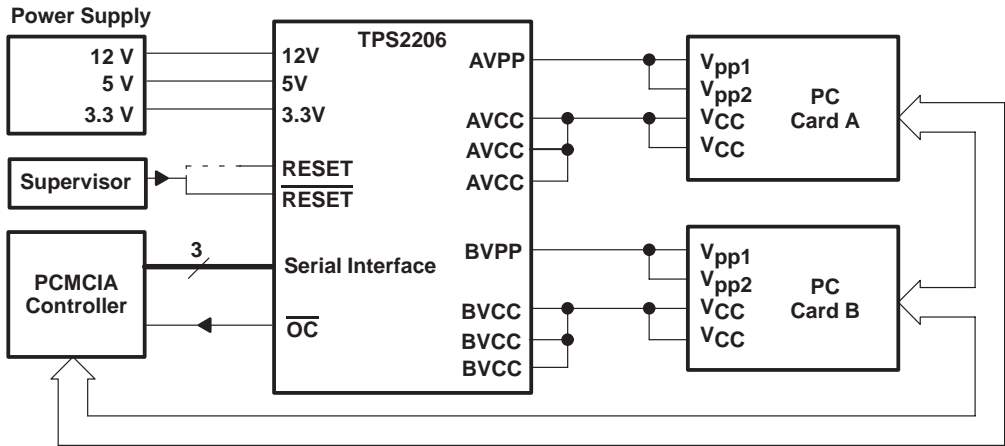 Power Supply
12 V
5 V
3.3 V
Supervisor
PCMCIA
Controller
3
TPS2206
12V
5V
3.3V
RESET
RESET
Serial Interface
OC
AVPP
AVCC
AVCC
AVCC
BVPP
BVCC
BVCC
BVCC
Vpp1
Vpp2
VCC
VCC
PC
Card A
Vpp1
Vpp2
VCC
VCC
PC
Card B